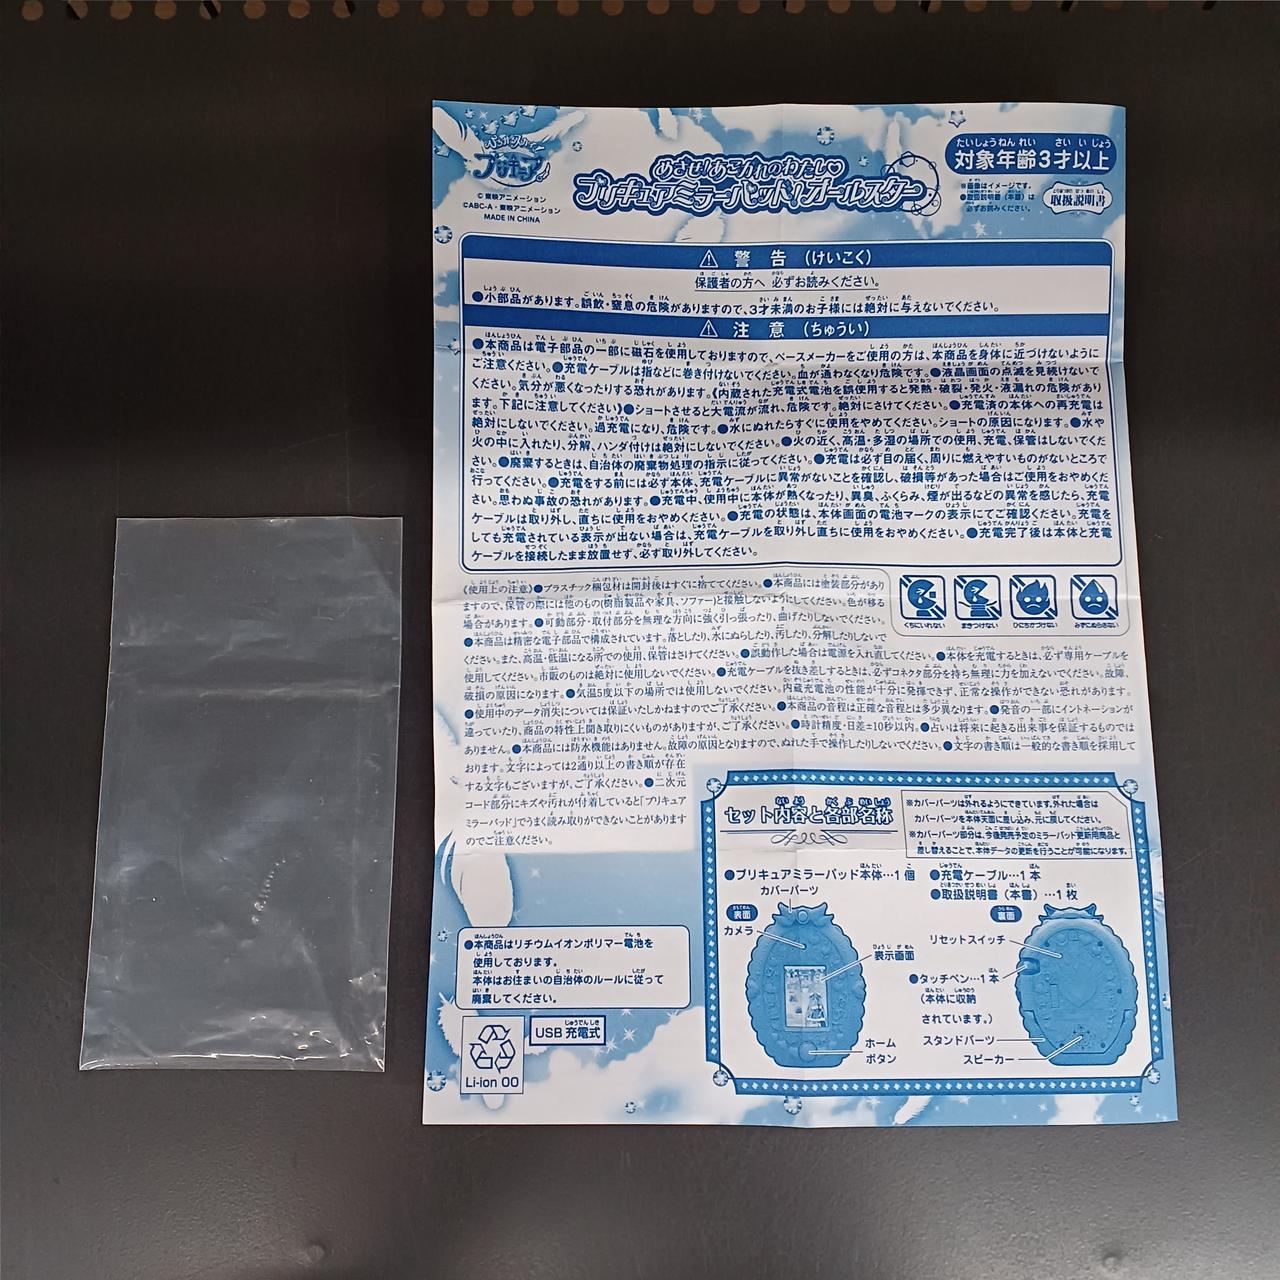 ひろがるスカイ!
プリキュア
©東映アニメーション
©ABC-A・東映アニメーション
MADE IN CHINA
めざせ!あこがれのわたし♡
プリキュアミラーパッド!オールスター
対象年齢3才以上
※画像はイメージです。
●取扱説明書(本書)は
必ずお読みください。
取扱説明書
⚠ 警 告 (けいこく)
保護者の方へ 必ずお読みください。
●小部品があります。誤飲・窒息の危険がありますので、3才未満のお子様には絶対に与えないでください。
⚠ 注 意 (ちゅうい)
●本商品は電子部品の一部に磁石を使用しておりますので、ペースメーカーをご使用の方は、本商品を身体に近づけないように
ご注意ください。●充電ケーブルは指などに巻き付けないでください。血が通わなくなり危険です。●液晶画面の点滅を見続けないで
ください。気分が悪くなったりする恐れがあります。《内蔵された充電式電池を誤使用すると発熱・破裂・発火・液漏れの危険があり
ます。下記に注意してください》●ショートさせると大電流が流れ、危険です。絶対にさけてください。●充電済の本体への再充電は
絶対にしないでください。過充電になり、危険です。●水にぬれたらすぐに使用をやめてください。ショートの原因になります。●水や
火の中に入れたり、分解、ハンダ付けは絶対にしないでください。●火の近く、高温・多湿の場所での使用、充電、保管はしないでくだ
さい。●廃棄するときは、自治体の廃棄物処理の指示に従ってください。●充電は必ず目の届く、周りに燃えやすいものがないところで
行ってください。●充電をする前には必ず本体、充電ケーブルに異常がないことを確認し、破損等があった場合はご使用をおやめくだ
さい。思わぬ事故の恐れがあります。●充電中、使用中に本体が熱くなったり、異臭、ふくらみ、煙が出るなどの異常を感じたら、充電
ケーブルは取り外し、直ちに使用をおやめください。●充電の状態は、本体画面の電池マークの表示にてご確認ください。充電を
しても充電されている表示が出ない場合は、充電ケーブルを取り外し直ちに使用をおやめください。●充電完了後は本体と充電
ケーブルを接続したまま放置せず、必ず取り外してください。
《使用上の注意》●プラスチック梱包材は開封後はすぐに捨ててください。●本商品には塗装部分があり
ますので、保管の際には他のもの(樹脂製品や家具、ソファー)と接触しないようにしてください。色が移る
場合があります。●可動部分・取付部分を無理な方向に強く引っ張ったり、曲げたりしないでください。
●本商品は精密な電子部品で構成されています。落としたり、水にぬらしたり、汚したり、分解したりしないで
ください。また、高温・低温になる所での使用、保管はさけてください。●誤動作した場合は電源を入れ直してください。●本体を充電するときは、必ず専用ケーブルを
使用してください。市販のものは絶対に使用しないでください。●充電ケーブルを抜き差しするときは、必ずコネクタ部分を持ち無理に力を加えないでください。故障、
破損の原因になります。●気温5度以下の場所では使用しないでください。内蔵充電池の性能が十分に発揮できず、正常な操作ができない恐れがあります。
●使用中のデータ消失については保証いたしかねますのでご了承ください。●本商品の音程は正確な音程とは多少異なります。●発音の一部にイントネーションが
違っていたり、商品の特性上聞き取りにくいものがありますが、ご了承ください。●時計精度・日差=10秒以内。●占いは将来に起きる出来事を保証するものでは
ありません。●本商品には防水機能はありません。故障の原因となりますので、ぬれた手で操作したりしないでください。●文字の書き順は一般的な書き順を採用して
おります。文字によっては2通り以上の書き順が存在
する文字もございますが、ご了承ください。●二次元
コード部分にキズや汚れが付着していると「プリキュア
ミラーパッド」でうまく読み取りができないことがあります
のでご注意ください。
くちにいれない
まきつけない
ひにちかづけない
みずにぬらさない
セット内容と各部名称
※カバーパーツは外れるようにできています。外れた場合は
カバーパーツを本体天面に差し込み、元に戻してください。
※カバーパーツ部分は、今後発売予定のミラーパッド更新用商品と
差し替えることで、本体データの更新を行うことが可能になります。
●プリキュアミラーパッド本体…1個
●充電ケーブル…1本
●取扱説明書(本書)…1枚
カバーパーツ
表面
カメラ
表示画面
ホーム
ボタン
裏面
リセットスイッチ
●タッチペン…1本
(本体に収納
されています。)
スタンドパーツ
スピーカー
●本商品はリチウムイオンポリマー電池を
使用しております。
本体はお住まいの自治体のルールに従って
廃棄してください。
Li-ion 00
USB 充電式